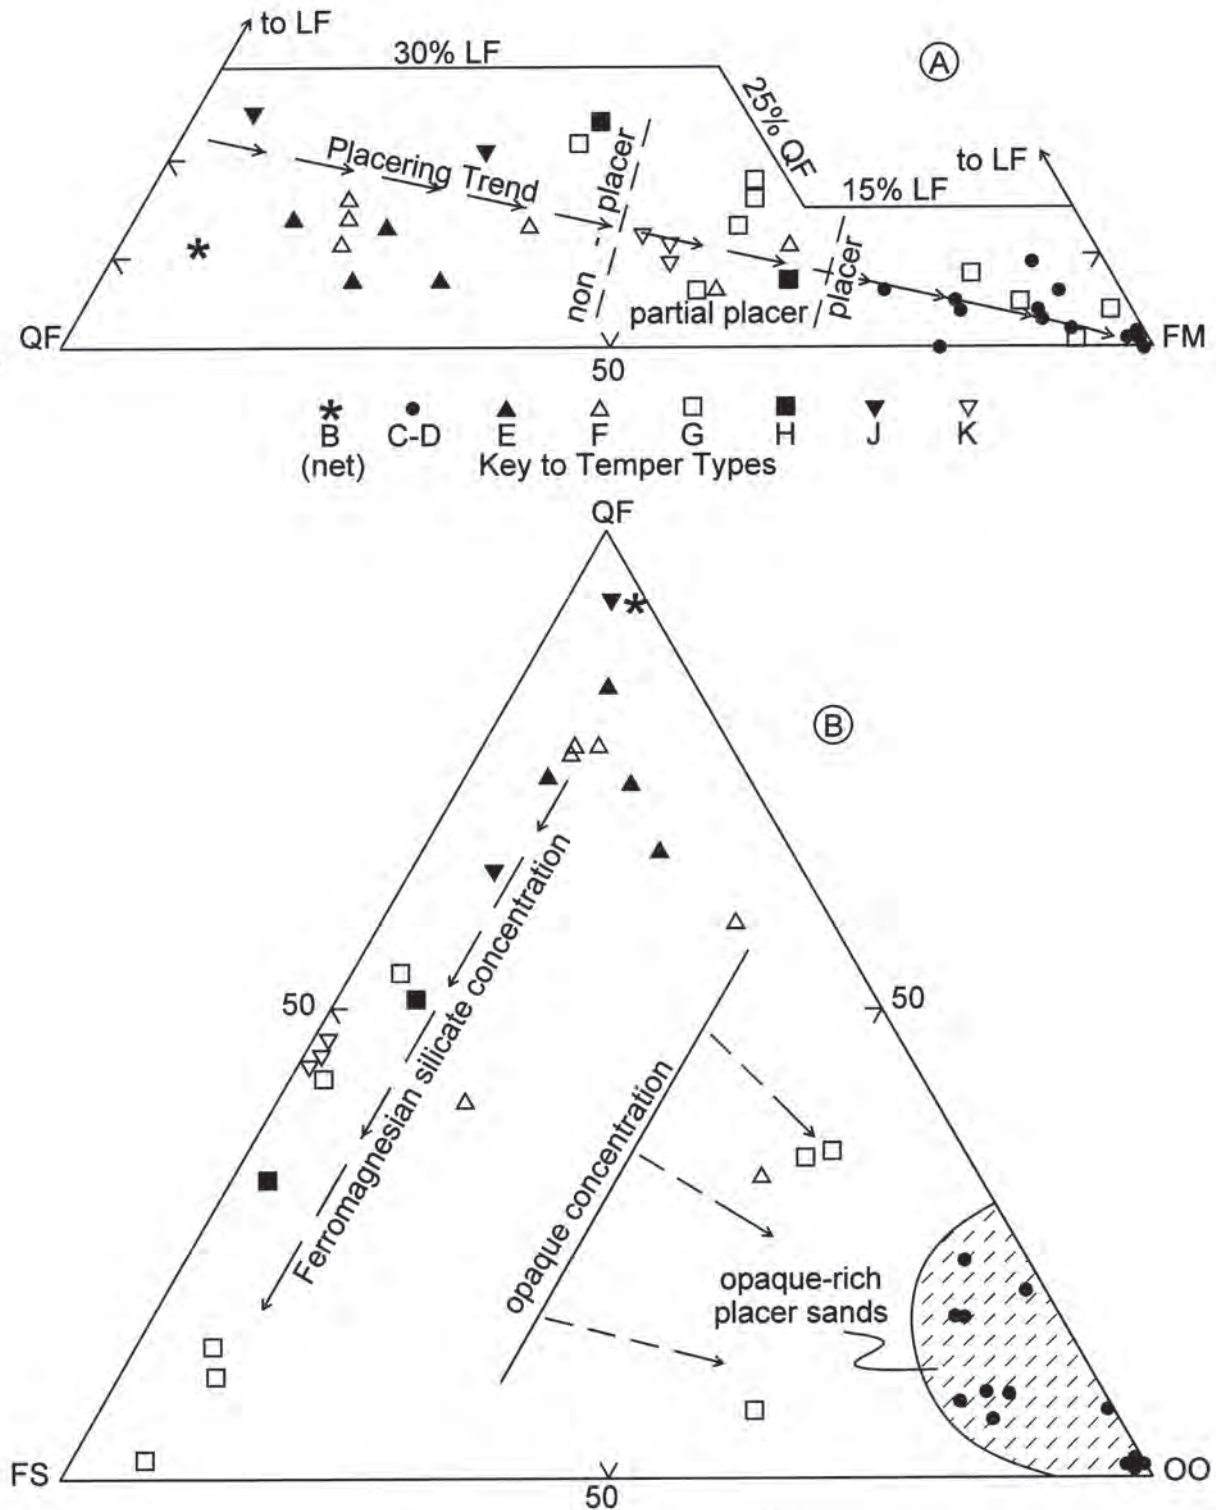 to LF
30% LF
A
25% QF
to LF
Placering Trend
non - placer
15% LF
placer
partial placer
QF
FM
50
B
C-D
E
F
G
H
J
K
(net)
Key to Temper Types
QF
B
50
50
Ferromagnesian silicate concentration
opaque concentration
opaque-rich
placer sands
FS
OO
50